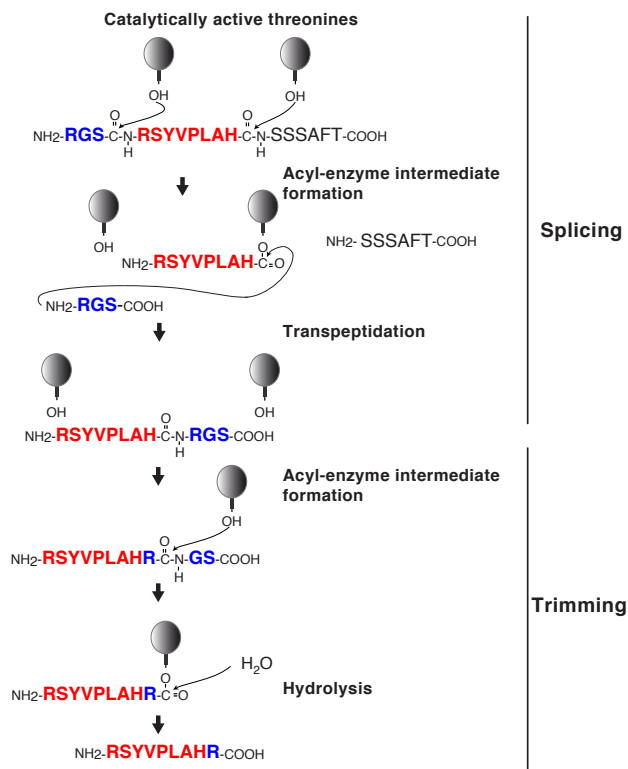 Catalytically active threonines
OH OH
O O
NH2-RGS-C-N-RSYVPLAH-C-N-SSSAFT-COOH
H H
Acyl-enzyme intermediate
formation
Splicing
OH O
NH2- SSSAFT-COOH
NH2-RSYVPLAH-C=O
NH2-RGS-COOH
Transpeptidation
OH OH
O
NH2-RSYVPLAH-C-N-RGS-COOH
H
Acyl-enzyme intermediate
formation
OH
O
NH2-RSYVPLAHR-C-N-GS-COOH
H
Trimming
O
H2O
NH2-RSYVPLAHR-C=O
Hydrolysis
NH2-RSYVPLAHR-COOH